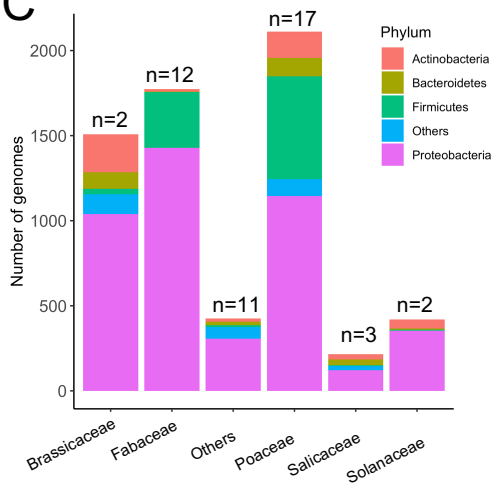 C
n=17
Phylum
Actinobacteria
Bacteroidetes
Firmicutes
Others
Proteobacteria
n=12
n=2
n=11
n=3
n=2
Number of genomes
2000
1500
1000
500
0
Brassicaceae
Fabaceae
Others
Poaceae
Salicaceae
Solanaceae